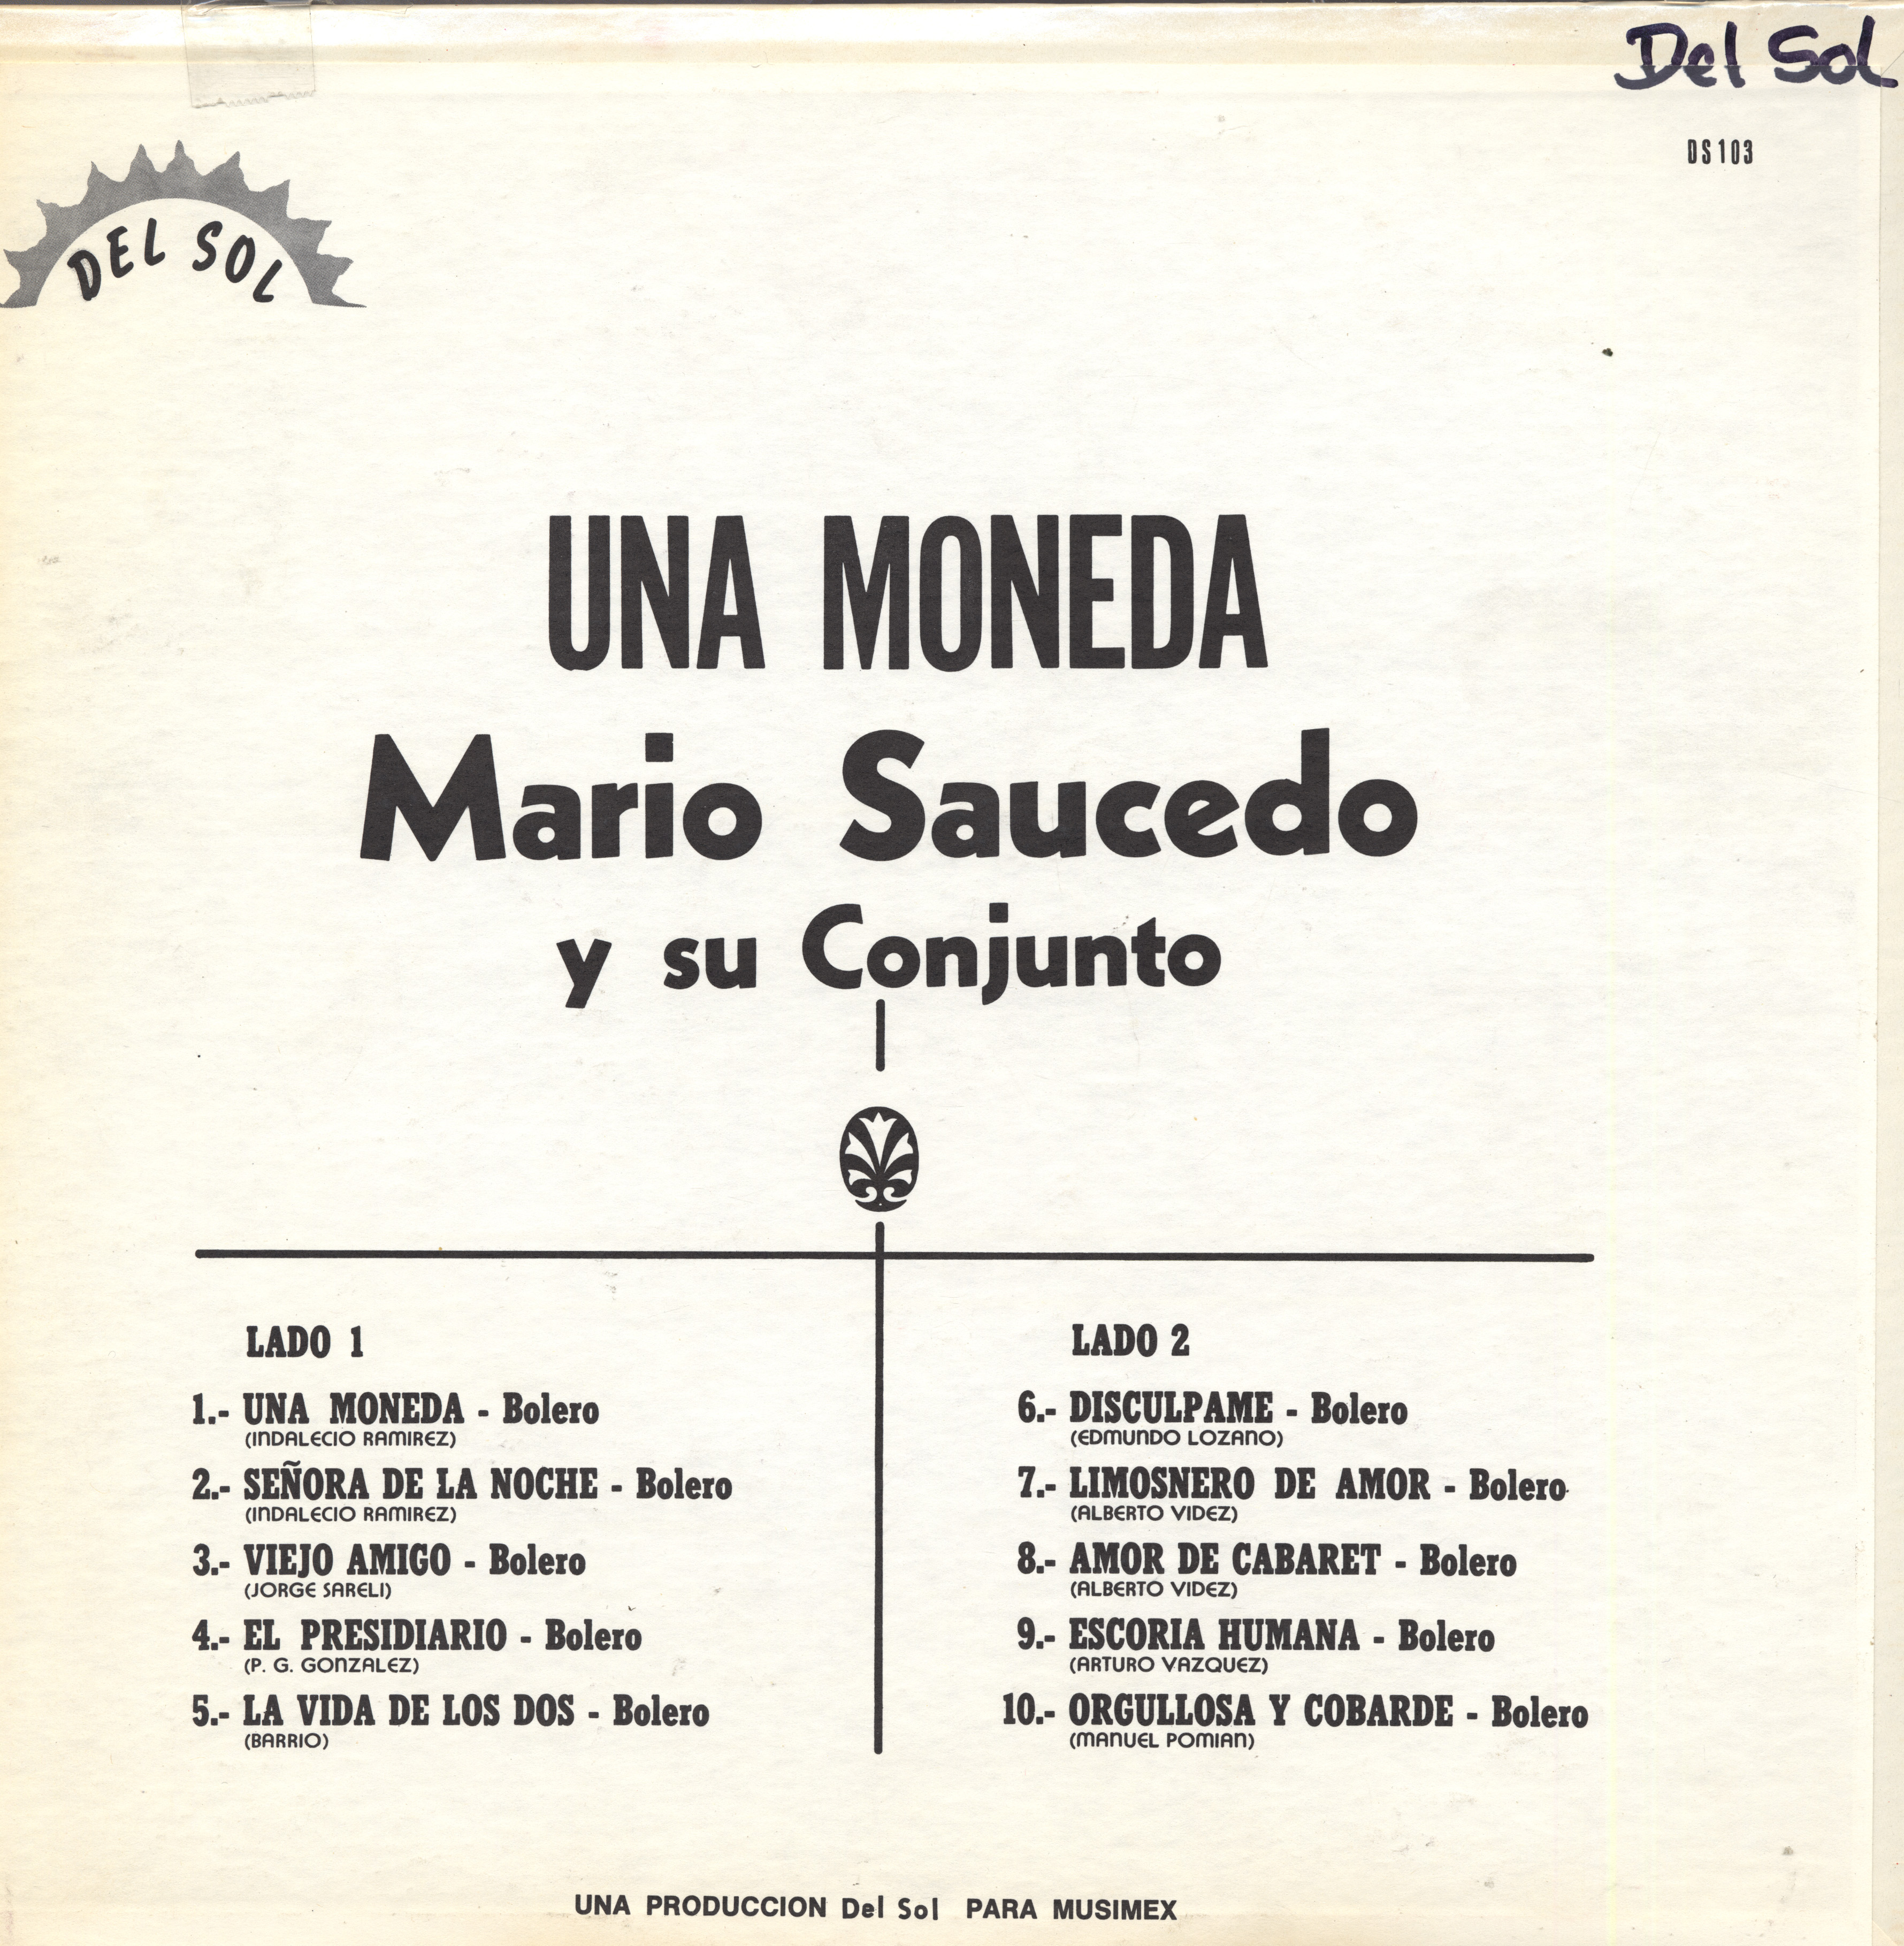 Del Sol
DS103
DEL SOL
UNA MONEDA
Mario Saucedo
y su Conjunto
LADO 1
1.- UNA MONEDA - Bolero
(INDALECIO RAMIREZ)
2.- SEÑORA DE LA NOCHE - Bolero
(INDALECIO RAMIREZ)
3.- VIEJO AMIGO - Bolero
(JORGE SARELI)
4.- EL PRESIDIARIO - Bolero
(P. G. GONZALEZ)
5.- LA VIDA DE LOS DOS - Bolero
(BARRIO)
LADO 2
6.- DISCULPAME - Bolero
(EDMUNDO LOZANO)
7.- LIMOSNERO DE AMOR - Bolero
(ALBERTO VIDEZ)
8.- AMOR DE CABARET - Bolero
(ALBERTO VIDEZ)
9.- ESCORIA HUMANA - Bolero
(ARTURO VAZQUEZ)
10.- ORGULLOSA Y COBARDE - Bolero
(MANUEL POMIAN)
UNA PRODUCCION Del Sol PARA MUSIMEX